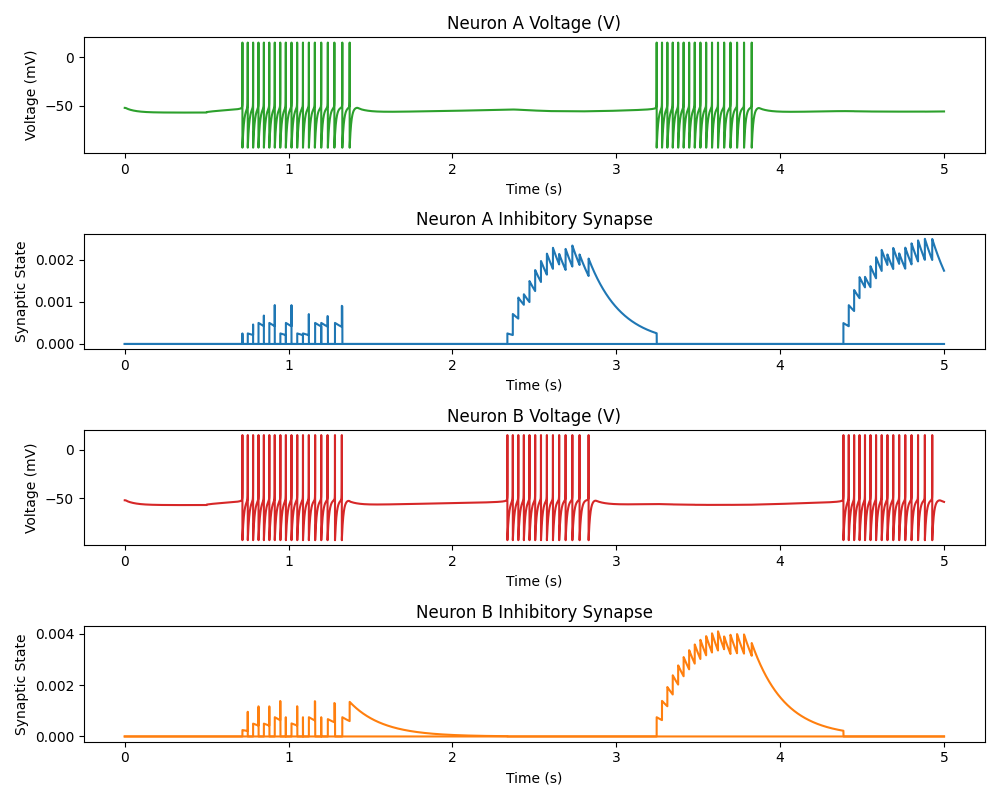 Neuron A Voltage (V)
Voltage (mV)
0
−50
0 1 2 3 4 5
Time (s)
Neuron A Inhibitory Synapse
Synaptic State
0.002
0.001
0.000
0 1 2 3 4 5
Time (s)
Neuron B Voltage (V)
Voltage (mV)
0
−50
0 1 2 3 4 5
Time (s)
Neuron B Inhibitory Synapse
Synaptic State
0.004
0.002
0.000
0 1 2 3 4 5
Time (s)